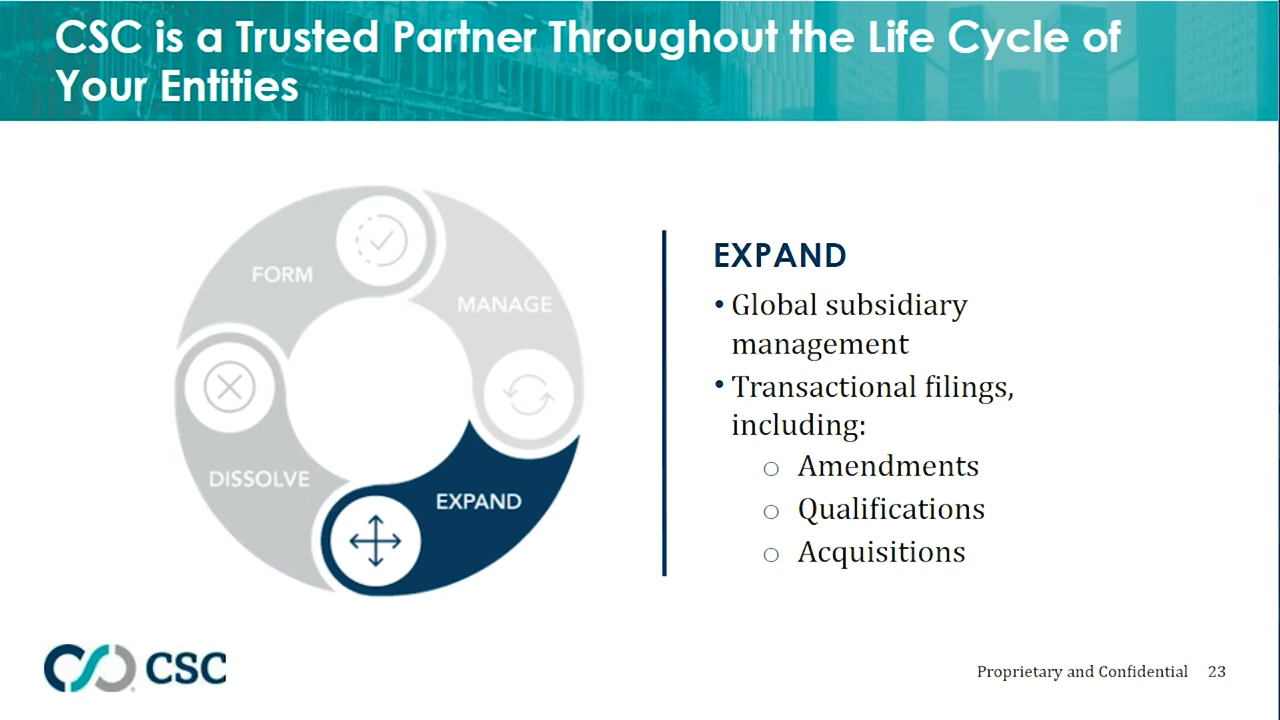 CSC is a Trusted Partner Throughout the Life Cycle of
Your Entities
FORM
MANAGE
DISSOLVE
EXPAND
EXPAND
• Global subsidiary
management
• Transactional filings,
including:
o Amendments
o Qualifications
o Acquisitions
CSC
Proprietary and Confidential 23